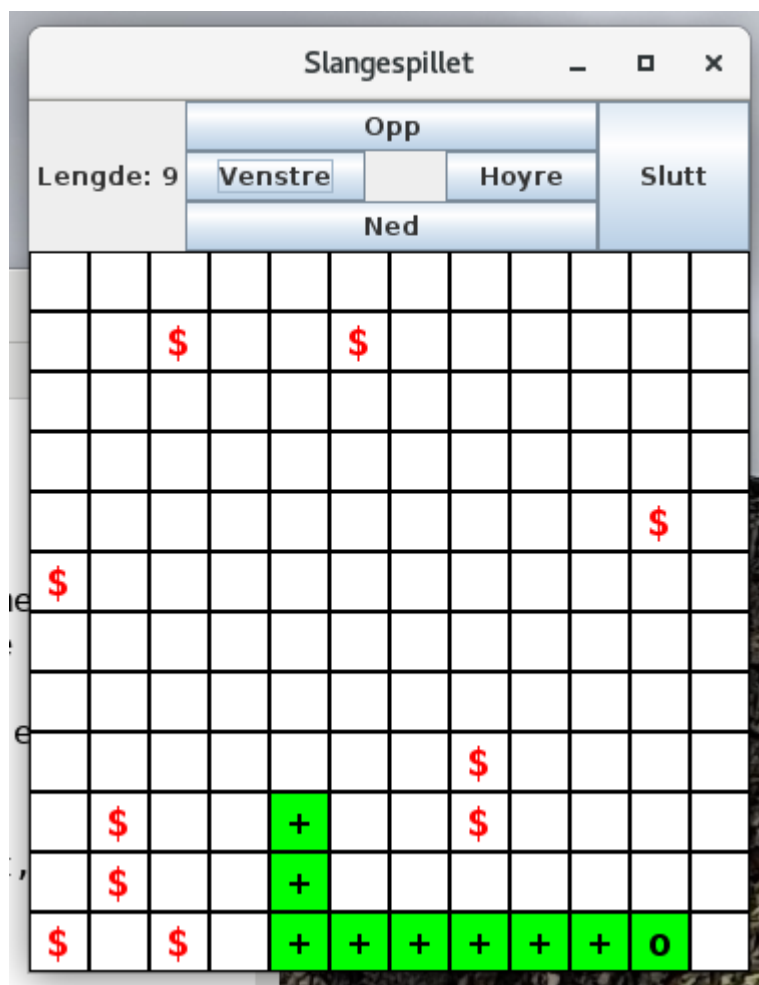 Slangespillet
Opp
Lengde: 9 Venstre Hoyre Slutt
Ned
$ $
$
$
$
$ + $
$ +
$ $ + + + + + + o